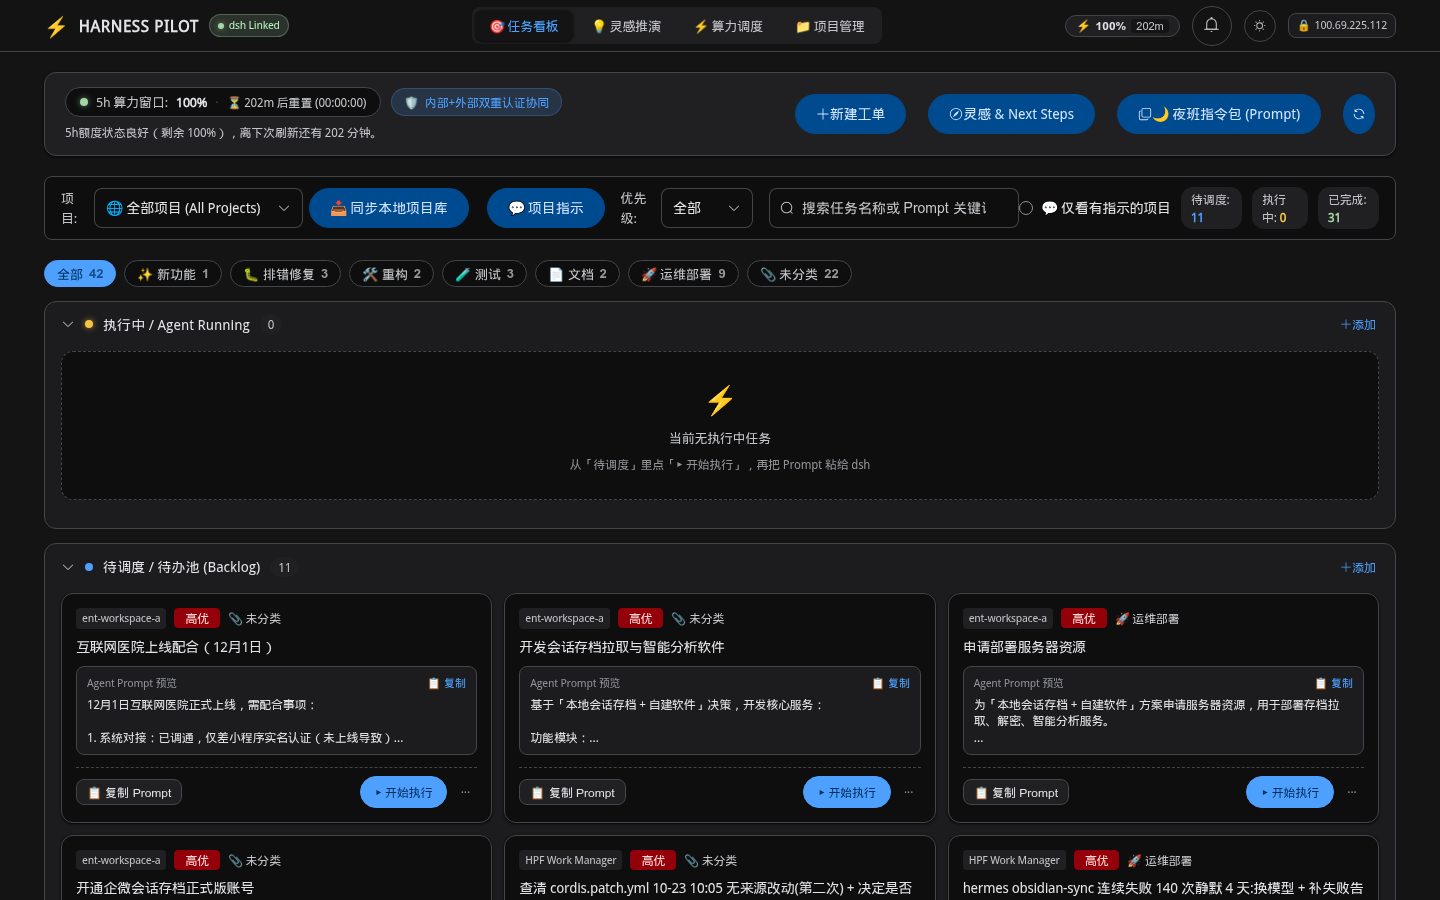 ⚡ HARNESS PILOT dsh Linked 🎯 任务看板 💡 灵感推演 ⚡ 算力调度 📁 项目管理 ⚡ 100% 202m 🔒 100.69.225.112
5h 算力窗口: 100% · ⏳ 202m 后重置 (00:00:00) 🛡️ 内部+外部双重认证协同
5h额度状态良好（剩余 100%），离下次刷新还有 202 分钟。
新建工单 灵感 & Next Steps 🌙 夜班指令包 (Prompt)
项目: 🌐 全部项目 (All Projects) 📤 同步本地项目库 💬 项目指示 优先级: 全部 搜索任务名称或 Prompt 关键词 💬 仅看有指示的项目 待调度: 11 执行中: 0 已完成: 31
全部 42 ✨ 新功能 1 🐛 排错修复 3 🛠️ 重构 2 🧪 测试 3 📄 文档 2 🚀 运维部署 9 📎 未分类 22
执行中 / Agent Running 0 添加
⚡
当前无执行中任务
从「待调度」里点「▸ 开始执行」，再把 Prompt 粘给 dsh
待调度 / 待办池 (Backlog) 11 添加
ent-workspace-a 高优 📎 未分类
互联网医院上线配合（12月1日）
Agent Prompt 预览 📋 复制
12月1日互联网医院正式上线，需配合事项：
1. 系统对接：已调通，仅差小程序实名认证（未上线导致）...
📋 复制 Prompt ▸ 开始执行 ...
ent-workspace-a 高优 📎 未分类
开发会话存档拉取与智能分析软件
Agent Prompt 预览 📋 复制
基于「本地会话存档 + 自建软件」决策，开发核心服务：
功能模块：...
📋 复制 Prompt ▸ 开始执行 ...
ent-workspace-a 高优 🚀 运维部署
申请部署服务器资源
Agent Prompt 预览 📋 复制
为「本地会话存档 + 自建软件」方案申请服务器资源，用于部署存档拉
取、解密、智能分析服务。
...
📋 复制 Prompt ▸ 开始执行 ...
ent-workspace-a 高优 📎 未分类
开通企微会话存档正式版账号
HPF Work Manager 高优 📎 未分类
查清 cordis.patch.yml 10-23 10:05 无来源改动(第二次) + 决定是否
HPF Work Manager 高优 🚀 运维部署
hermes obsidian-sync 连续失败 140 次静默 4 天:换模型 + 补失败告